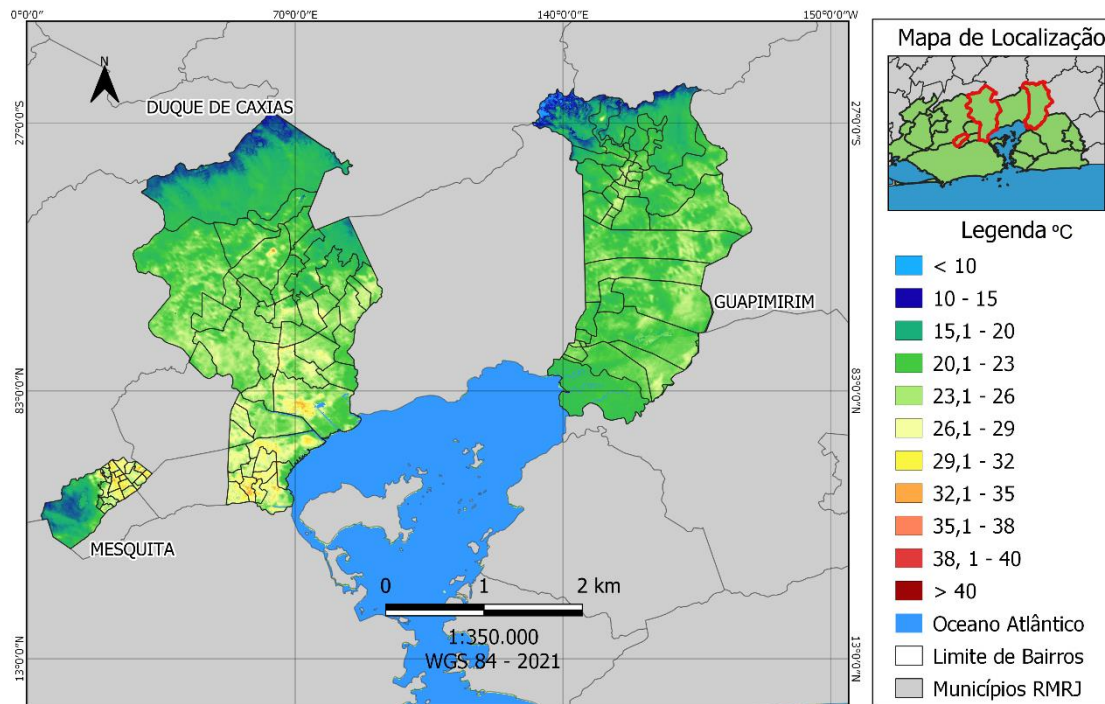 0°0'0"
70°0'0"E
140°0'0"E
150°0'0"W
N
DUQUE DE CAXIAS
27°0'0"S
27°0'0"S
GUAPIMIRIM
83°0'0"N
83°0'0"N
MESQUITA
0 1 2 km
1:350.000
WGS 84 - 2021
13°0'0"N
13°0'0"N
Mapa de Localização
Legenda ºC
< 10
10 - 15
15,1 - 20
20,1 - 23
23,1 - 26
26,1 - 29
29,1 - 32
32,1 - 35
35,1 - 38
38, 1 - 40
> 40
Oceano Atlântico
Limite de Bairros
Municípios RMRJ